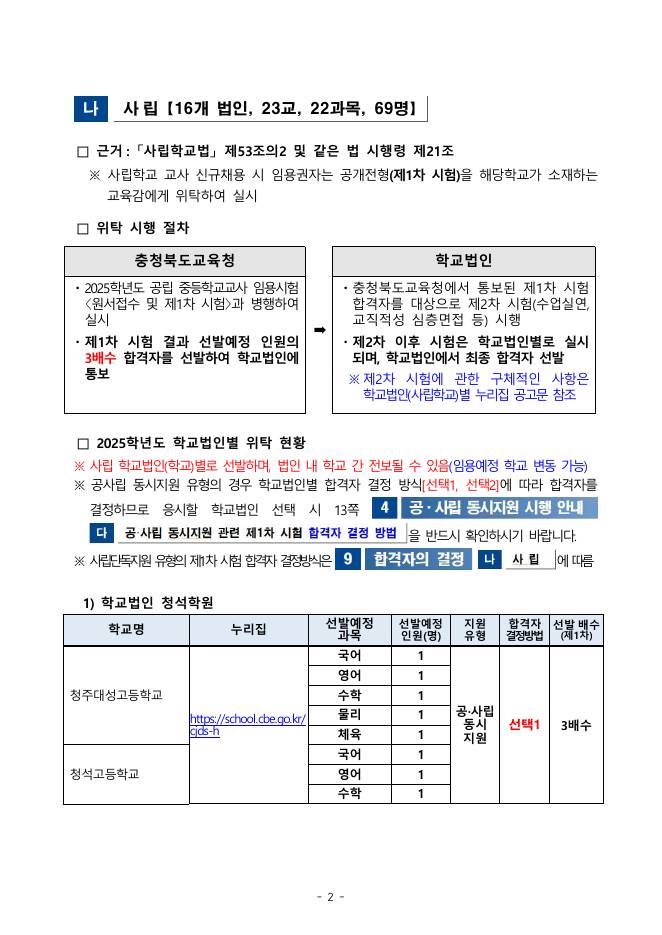 나 사 립 【16개 법인, 23교, 22과목, 69명】
□ 근거 :「사립학교법」제53조의2 및 같은 법 시행령 제21조
※ 사립학교 교사 신규채용 시 임용권자는 공개전형(제1차 시험)을 해당학교가 소재하는
교육감에게 위탁하여 실시
□ 위탁 시행 절차
충청북도교육청
・2025학년도 공립 중등학교교사 임용시험
〈원서접수 및 제1차 시험〉과 병행하여
실시
・제1차 시험 결과 선발예정 인원의
3배수 합격자를 선발하여 학교법인에
통보
➡
학교법인
・충청북도교육청에서 통보된 제1차 시험
합격자를 대상으로 제2차 시험(수업실연,
교직적성 심층면접 등) 시행
・제2차 이후 시험은 학교법인별로 실시
되며, 학교법인에서 최종 합격자 선발
※ 제2차 시험에 관한 구체적인 사항은
학교법인(사립학교)별 누리집 공고문 참조
□ 2025학년도 학교법인별 위탁 현황
※ 사립 학교법인(학교)별로 선발하며, 법인 내 학교 간 전보될 수 있음(임용예정 학교 변동 가능)
※ 공사립 동시지원 유형의 경우 학교법인별 합격자 결정 방식[선택1, 선택2]에 따라 합격자를
결정하므로 응시할 학교법인 선택 시 13쪽 4 공·사립 동시지원 시행 안내
다 공·사립 동시지원 관련 제1차 시험 합격자 결정 방법 을 반드시 확인하시기 바랍니다.
※ 사립단독지원 유형의 제1차 시험 합격자 결정방식은 9 합격자의 결정 나 사 립 에 따름
1) 학교법인 청석학원
학교명 누리집 선발예정 과목 선발예정 인원(명) 지원 유형 합격자 결정방법 선발 배수 (제1차)
청주대성고등학교 https://school.cbe.go.kr/cjds-h 국어 1 공·사립 동시 지원 선택1 3배수
영어 1
수학 1
물리 1
체육 1
청석고등학교 국어 1
영어 1
수학 1
- 2 -